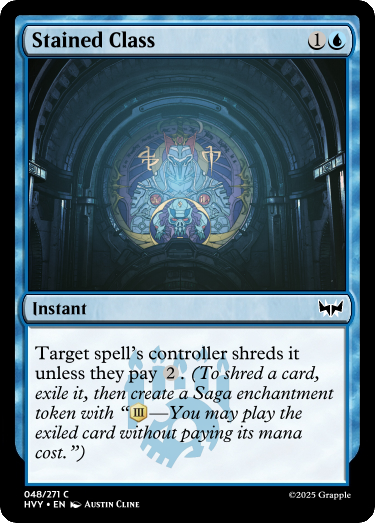 Stained Class 1
Instant
Target spell's controller shreds it
unless they pay 2. (To shred a card,
exile it, then create a Saga enchantment
token with "III—You may play the
exiled card without paying its mana
cost.")
048/271 C
HVY • EN Austin Cline
©2025 Grapple